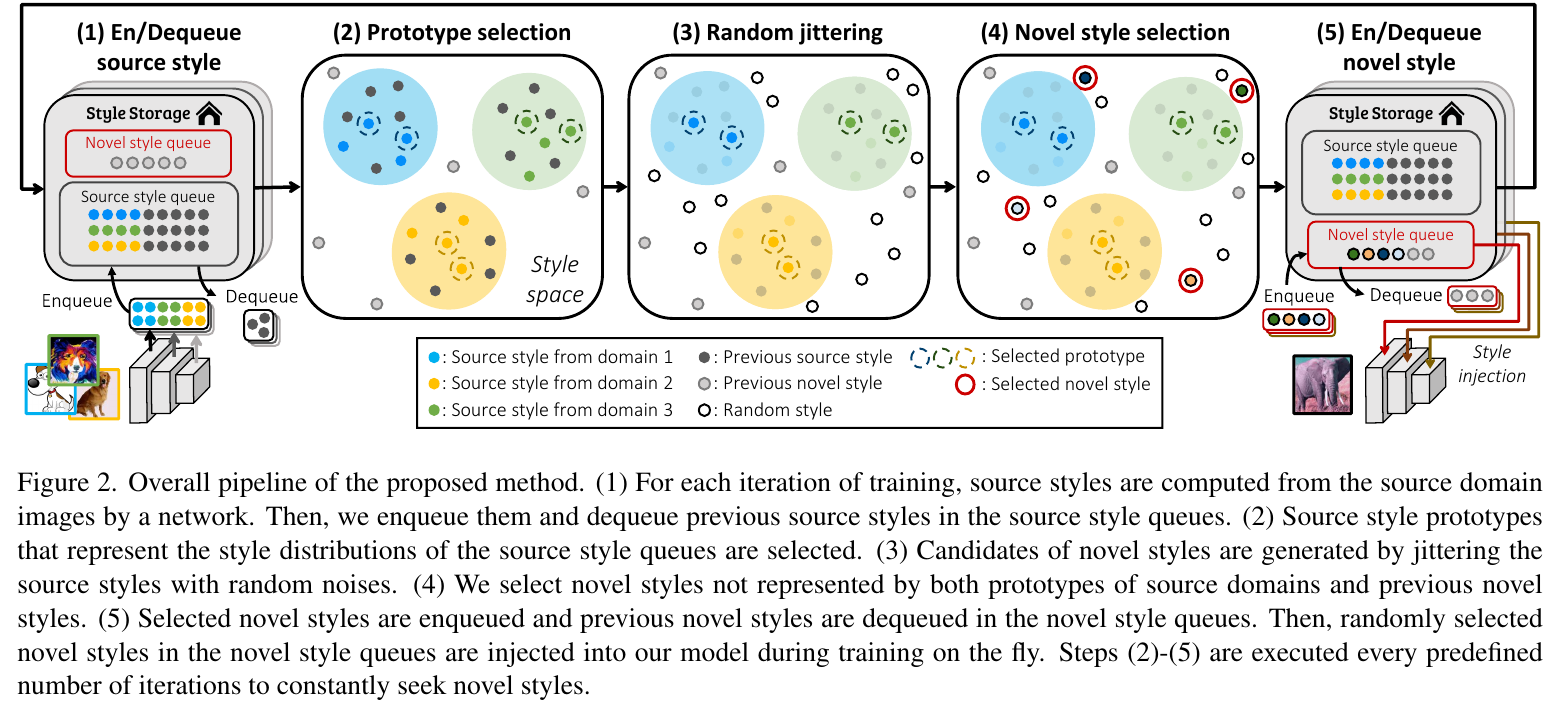 (1) En/Dequeue
source style
(2) Prototype selection
(3) Random jittering
(4) Novel style selection
(5) En/Dequeue
novel style
Style Storage
Novel style queue
Source style queue
Enqueue
Dequeue
Style
space
Style Storage
Source style queue
Novel style queue
Enqueue
Dequeue
Style
injection
: Source style from domain 1
: Source style from domain 2
: Source style from domain 3
: Previous source style
: Previous novel style
: Random style
: Selected prototype
: Selected novel style
Figure 2. Overall pipeline of the proposed method. (1) For each iteration of training, source styles are computed from the source domain
images by a network. Then, we enqueue them and dequeue previous source styles in the source style queues. (2) Source style prototypes
that represent the style distributions of the source style queues are selected. (3) Candidates of novel styles are generated by jittering the
source styles with random noises. (4) We select novel styles not represented by both prototypes of source domains and previous novel
styles. (5) Selected novel styles are enqueued and previous novel styles are dequeued in the novel style queues. Then, randomly selected
novel styles in the novel style queues are injected into our model during training on the fly. Steps (2)-(5) are executed every predefined
number of iterations to constantly seek novel styles.